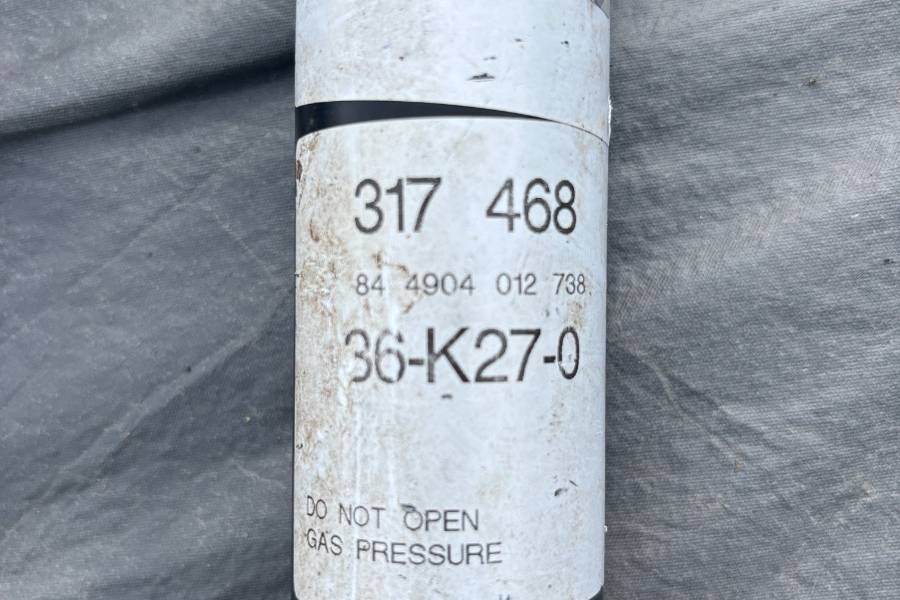 317 468
84 4904 012 738
36-K27-0
DO NOT OPEN
GAS PRESSURE